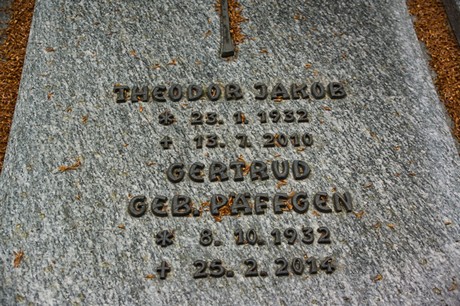 THEODOR JAKOB
* 23. 1. 1932
† 13. 7. 2010
GERTRUD
GEB. PAFFGEN
* 8. 10. 1932
† 25. 2. 2014